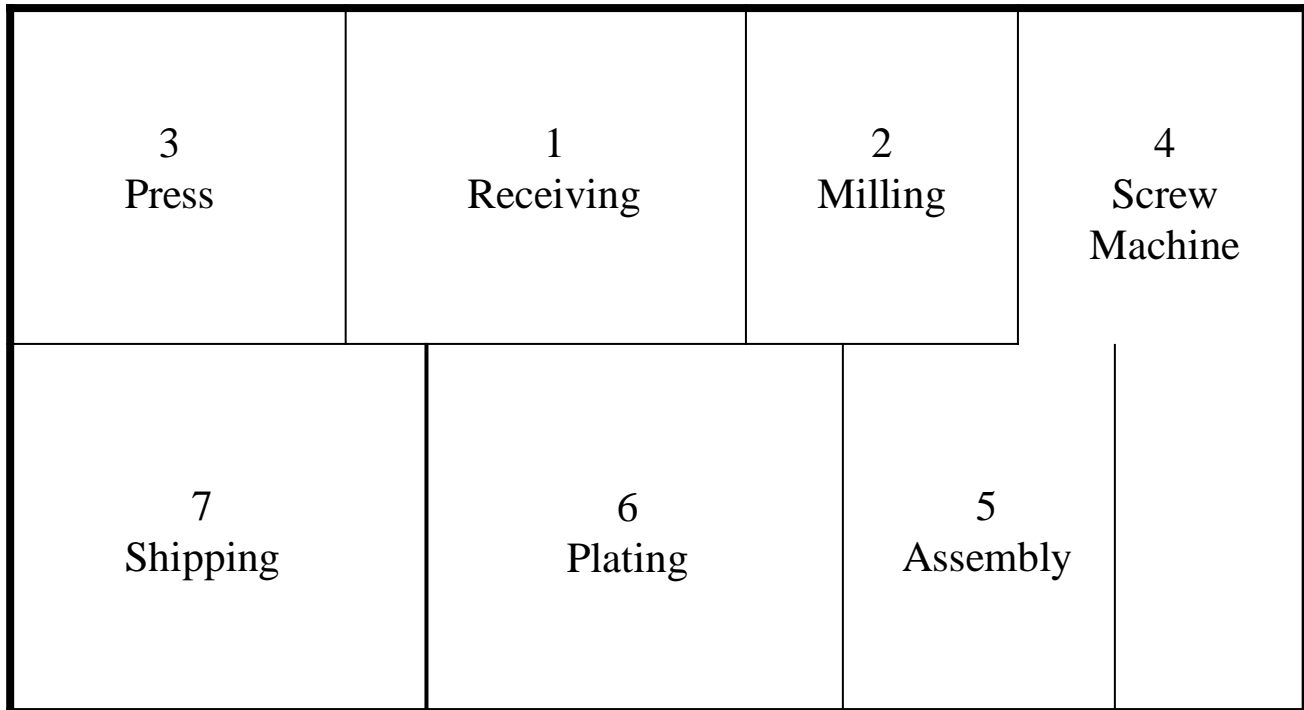 3
Press
1
Receiving
2
Milling
4
Screw
Machine
7
Shipping
6
Plating
5
Assembly